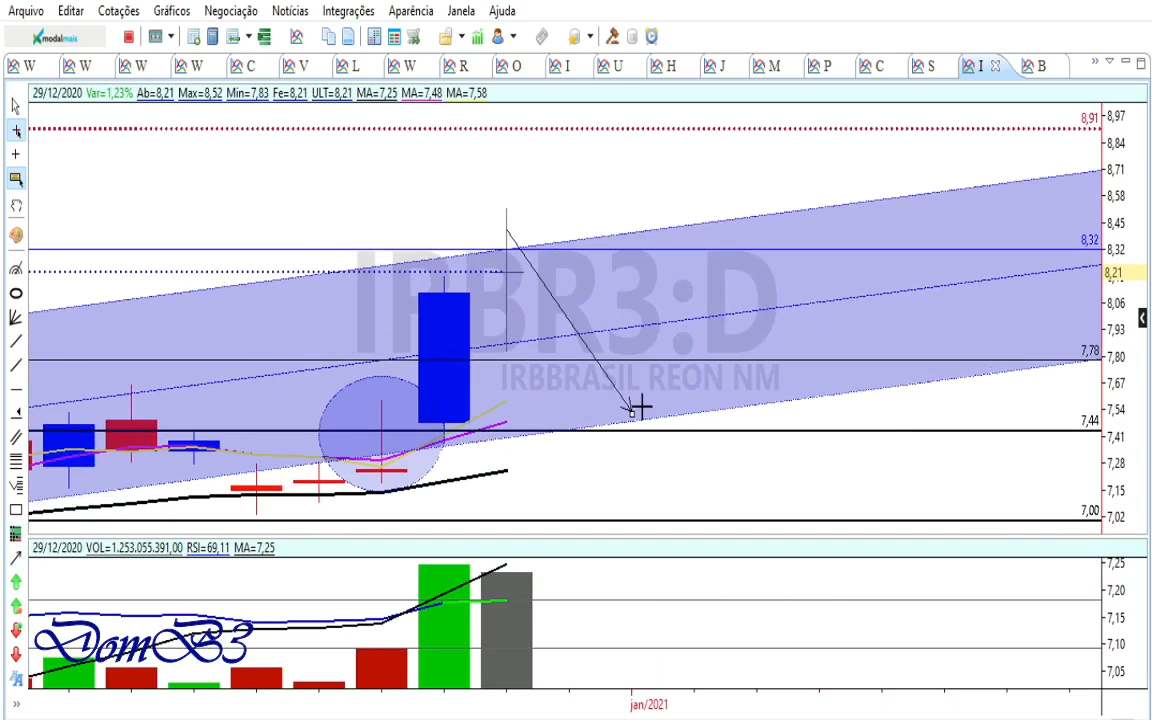 Arquivo Editar Cotações Gráficos Negociação Notícias Integrações Aparência Janela Ajuda
modalmais
W W W W C V L W R O I U H J M P C S I B
29/12/2020 Var=1,23% Ab=8,21 Max=8,52 Min=7,83 Fe=8,21 ULT=8,21 MA=7,25 MA=7,48 MA=7,58
8,97
8,91
8,84
8,71
8,58
8,45
8,32 8,32
8,21
8,06
7,93
7,78 7,80
7,67
7,54
7,44
7,41
7,28
7,15
7,00 7,02
IRBR3:D
IRBBRASIL REON NM
29/12/2020 VOL=1.253.055.391,00 RSI=69,11 MA=7,25
7,25
7,20
7,15
7,10
7,05
DomB3
jan/2021